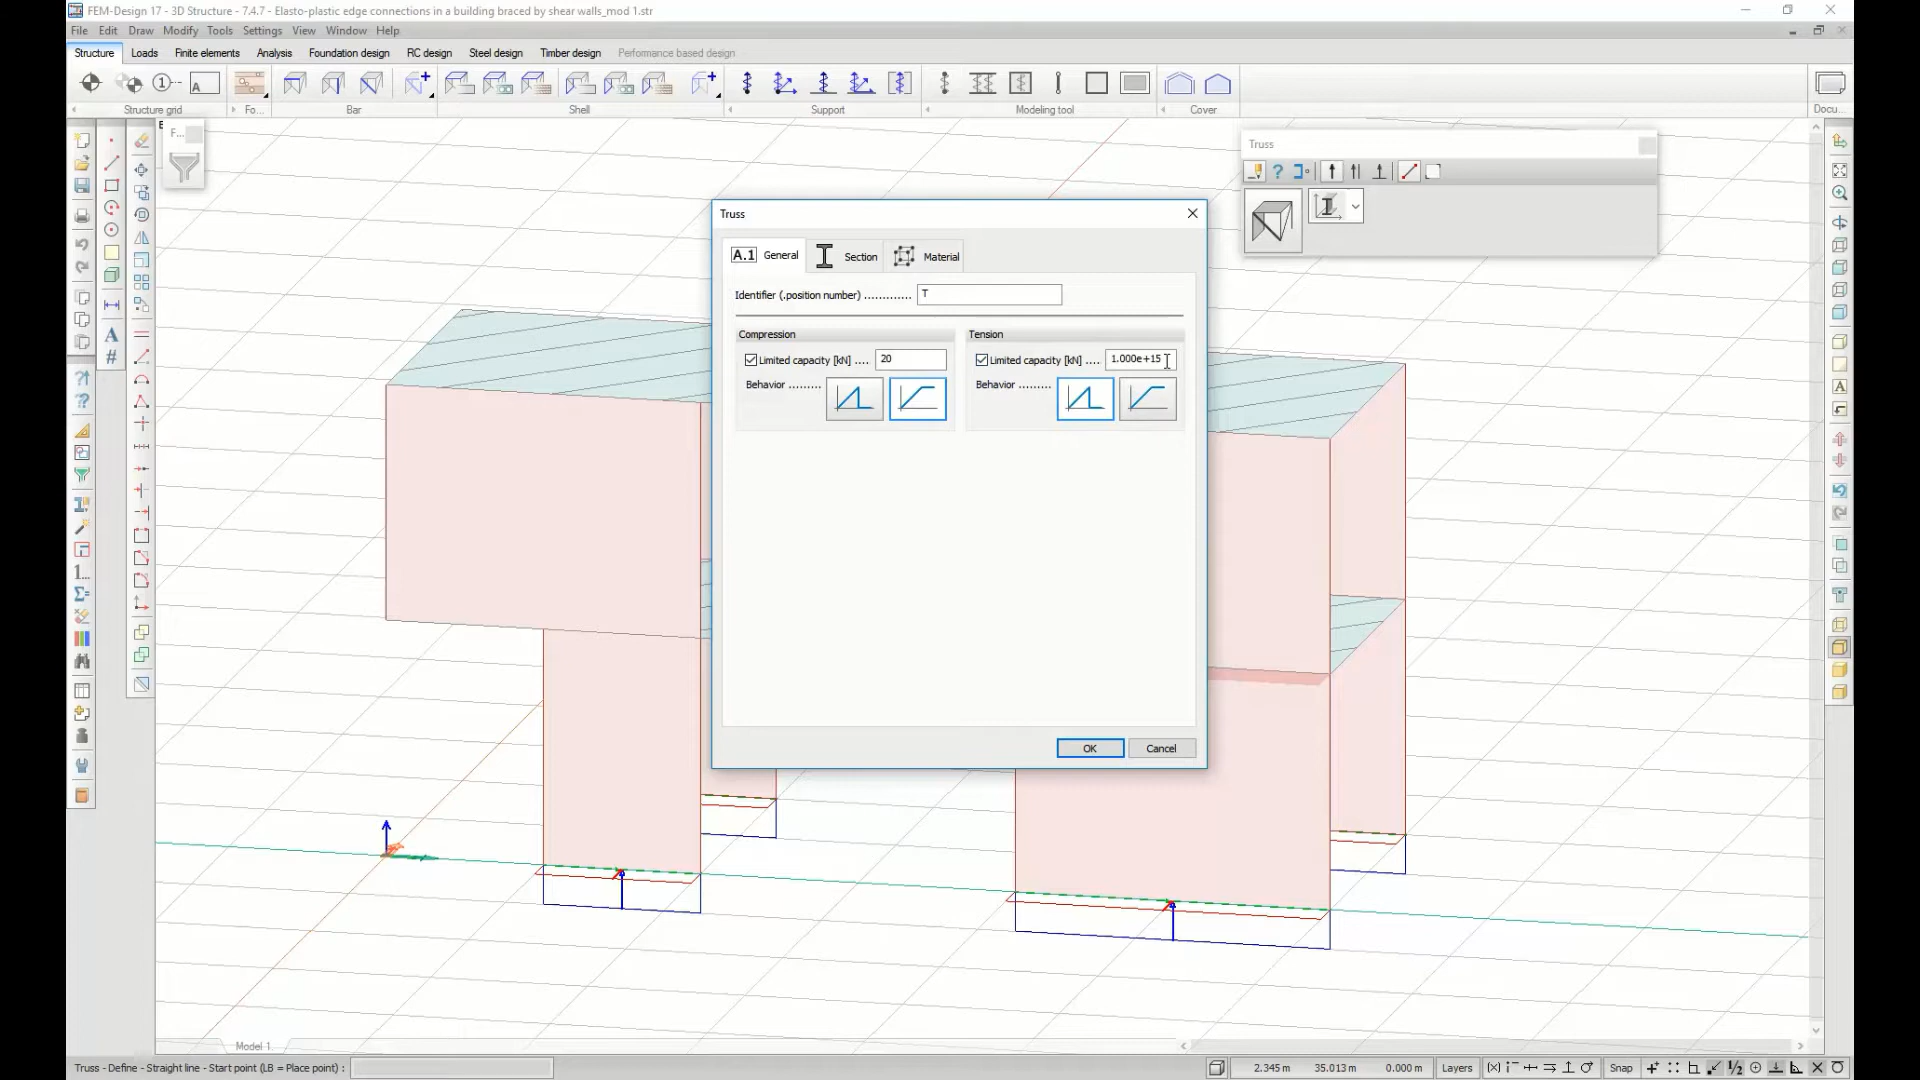 FEM-Design 17 - 3D Structure - 7.4.7 - Elasto-plastic edge connections in a building braced by shear walls_mod 1.str
File Edit Draw Modify Tools Settings View Window Help
Structure Loads Finite elements Analysis Foundation design RC design Steel design Timber design Performance based design
Structure grid Fo... Bar Shell Support Modeling tool Cover Docu...
F...
Truss
Truss
A.1 General Section Material
Identifier (.position number) ............. T
Compression Tension
Limited capacity [kN] .... 20 Limited capacity [kN] .... 1.000e+15
Behavior ......... Behavior .........
OK Cancel
Model 1
Truss - Define - Straight line - Start point (LB = Place point) : 2.345 m 35.013 m 0.000 m Layers Snap